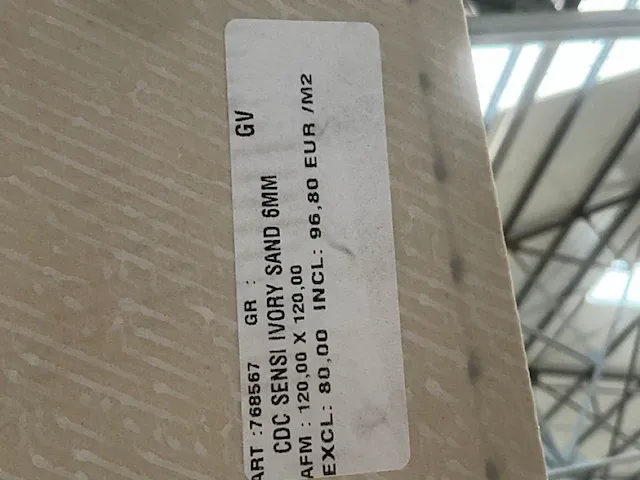 ART :768567 GR : GV
CDC SENSI IVORY SAND 6MM
AFM : 120,00 X 120,00
EXCL: 80,00 INCL: 96,80 EUR /M2